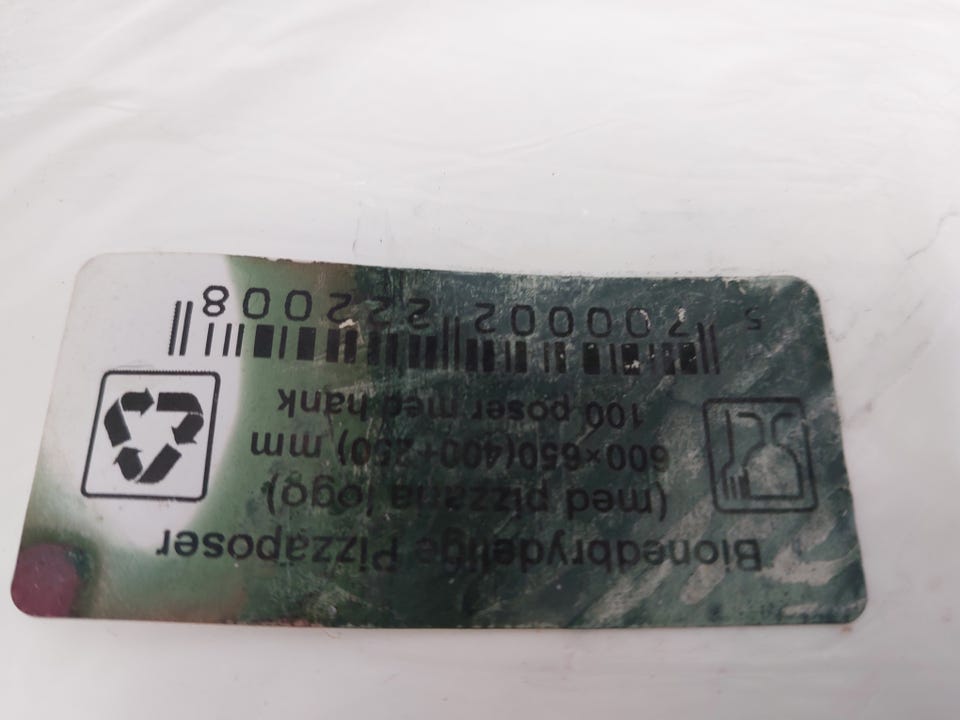 Bionedbrydelige Pizzaposer
(med pizzaria logo)
600×650(400+250) mm
100 poser med hank
5 700002 222008